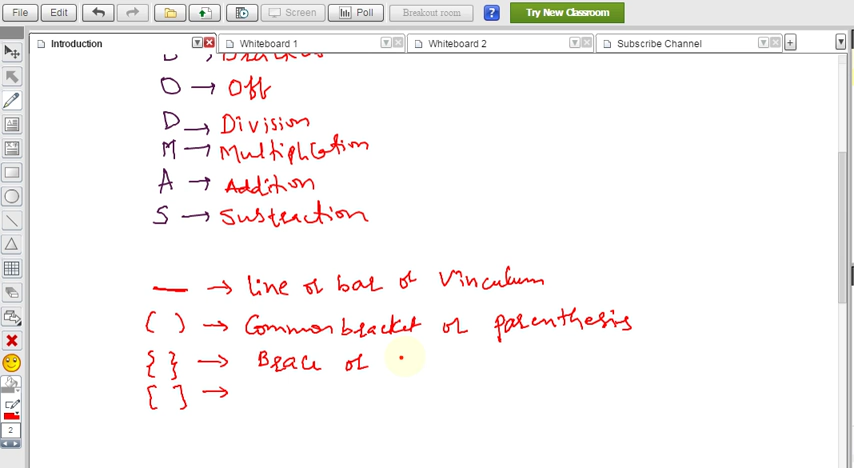 File Edit Screen Poll Breakout room ? Try New Classroom
Introduction Whiteboard 1 Whiteboard 2 Subscribe Channel +
O → Off
D → Division
M → Multiplication
A → Addition
S → Substraction
— → line or bar or Vinculum
( ) → Common bracket or parenthesis
{ } → Brace or
[ ] →
2